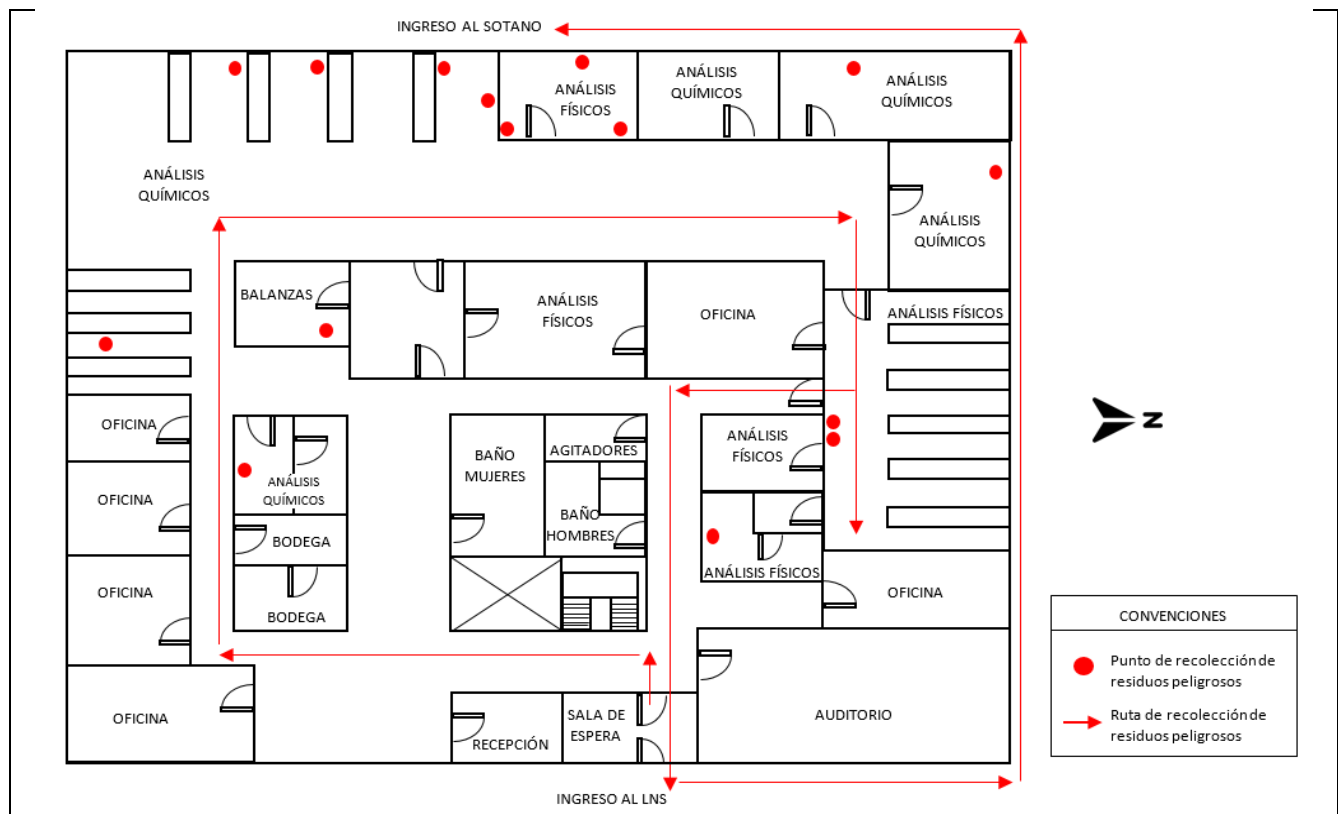 INGRESO AL SOTANO
ANÁLISIS
FÍSICOS
ANÁLISIS
QUÍMICOS
ANÁLISIS
QUÍMICOS
ANÁLISIS
QUÍMICOS
ANÁLISIS
QUÍMICOS
BALANZAS
ANÁLISIS
FÍSICOS
OFICINA
ANÁLISIS FÍSICOS
OFICINA
BAÑO
MUJERES
AGITADORES
ANÁLISIS
FÍSICOS
N
OFICINA
ANÁLISIS
QUÍMICOS
BAÑO
HOMBRES
BODEGA
ANÁLISIS FÍSICOS
OFICINA
BODEGA
OFICINA
OFICINA
RECEPCIÓN
SALA DE
ESPERA
AUDITORIO
INGRESO AL LNS
CONVENCIONES
Punto de recolección de
residuos peligrosos
Ruta de recolección de
residuos peligrosos